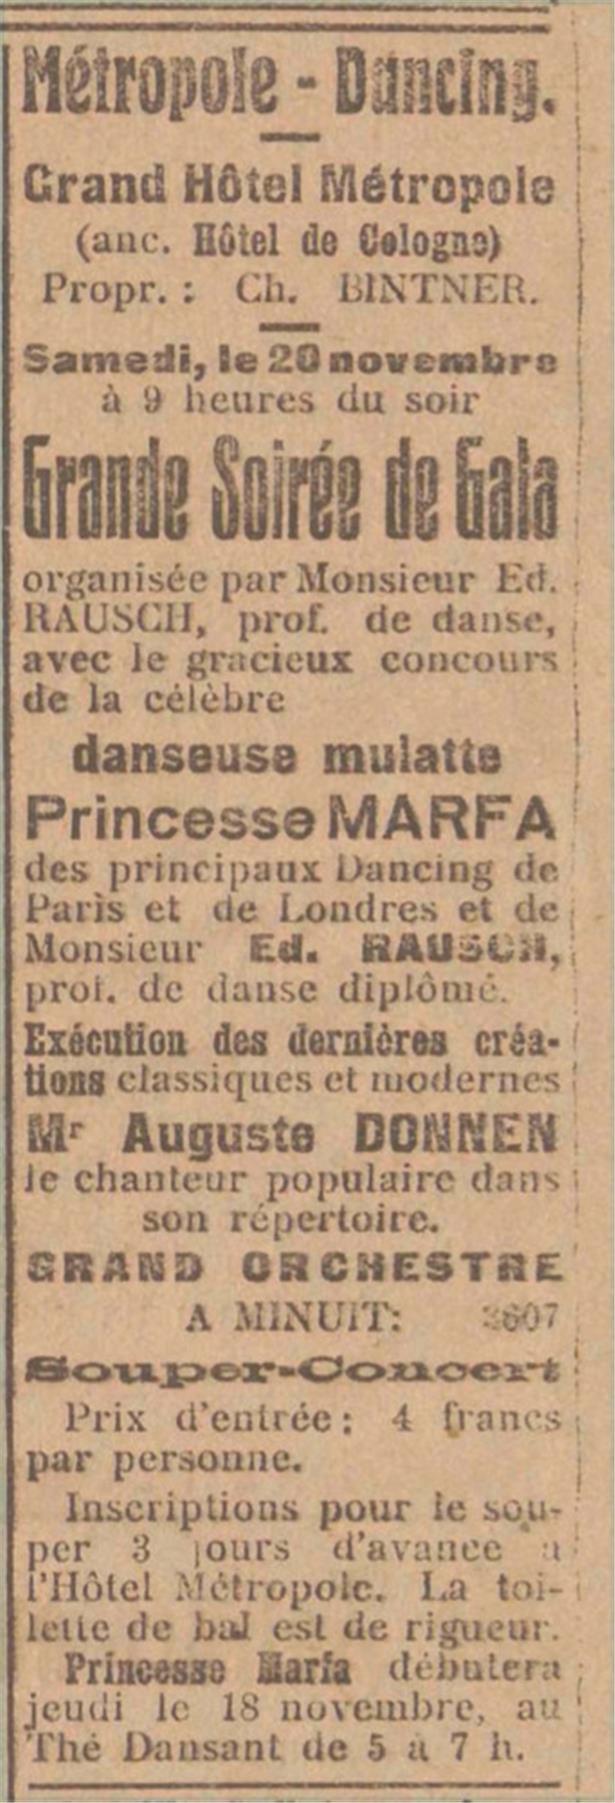 Métropole - Dancing.
Grand Hôtel Métropole
(anc. Hôtel de Cologne)
Propr. : Ch. BINTNER.
Samedi, le 20 novembre
à 9 heures du soir
Grande Soirée de Gala
organisée par Monsieur Ed.
RAUSCH, prof. de danse,
avec le gracieux concours
de la célèbre
danseuse mulatte
Princesse MARFA
des principaux Dancing de
Paris et de Londres et de
Monsieur Ed. RAUSCH,
prof. de danse diplômé.
Exécution des dernières créa-
tions classiques et modernes
Mr Auguste DONNEN
le chanteur populaire dans
son répertoire.
GRAND ORCHESTRE
A MINUIT: 3607
Souper-Concert
Prix d'entrée: 4 francs
par personne.
Inscriptions pour le sou-
per 3 jours d'avance a
l'Hôtel Métropole. La toi-
lette de bal est de rigueur.
Princesse Marfa débutera
jeudi le 18 novembre, au
Thé Dansant de 5 à 7 h.